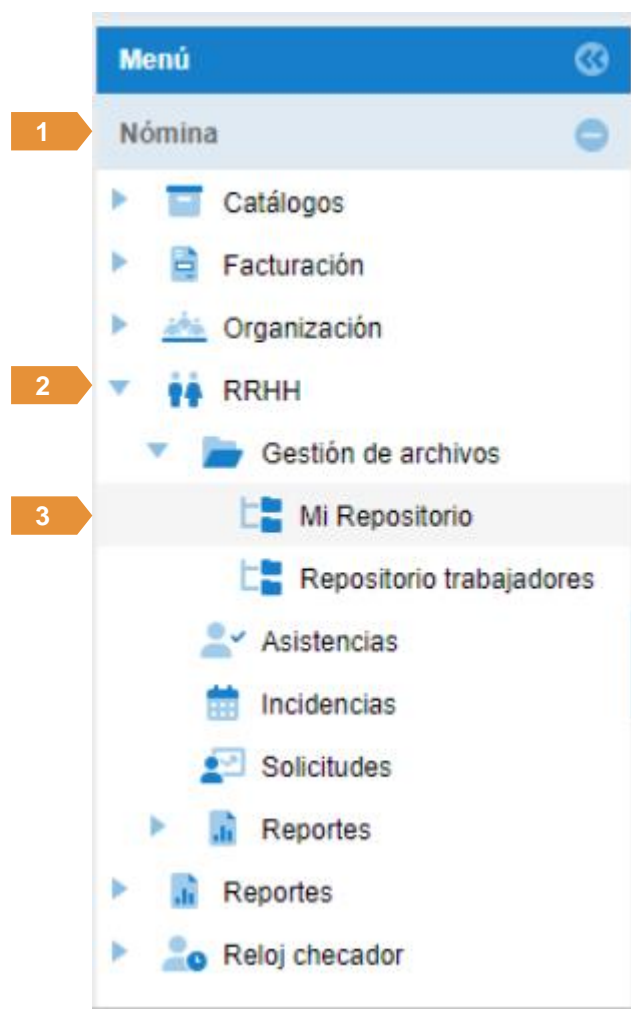 Menú
1 Nómina
Catálogos
Facturación
Organización
2 RRHH
Gestión de archivos
3 Mi Repositorio
Repositorio trabajadores
Asistencias
Incidencias
Solicitudes
Reportes
Reportes
Reloj checador